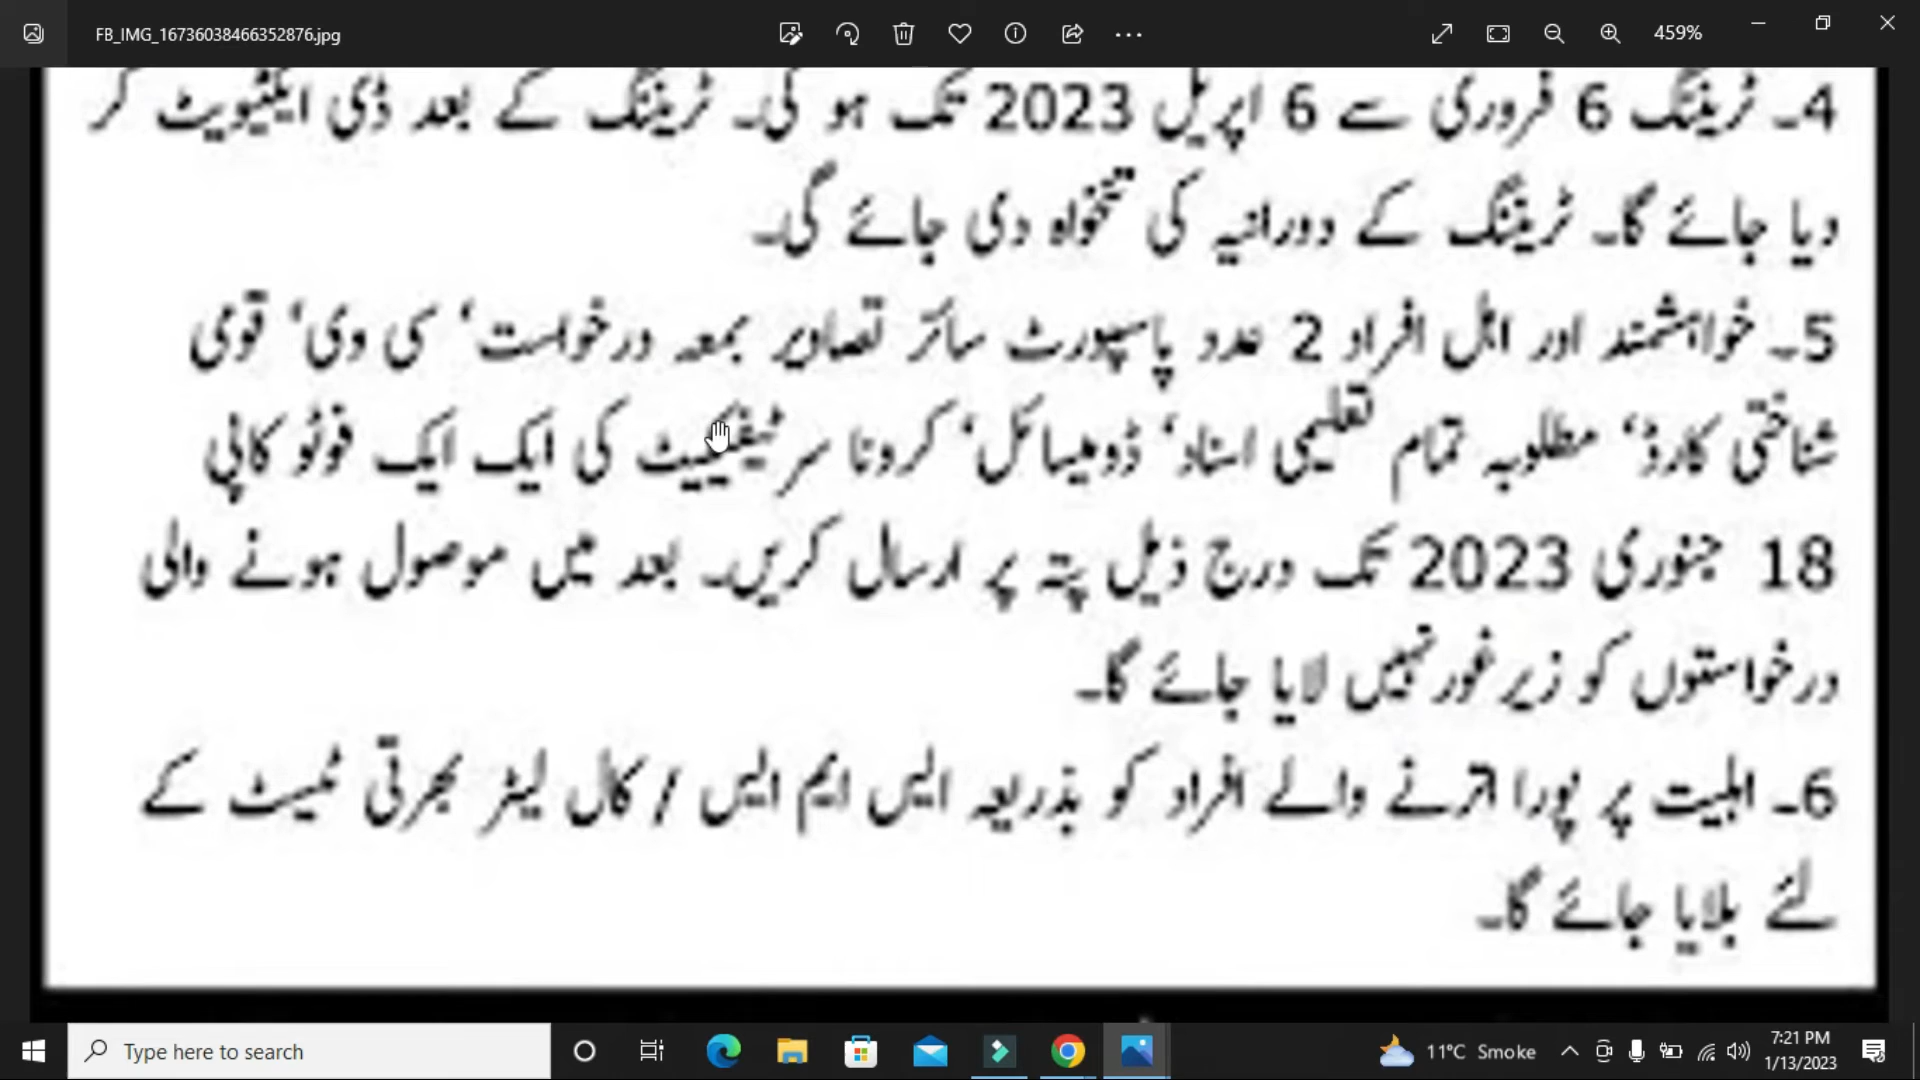 FB_IMG_16736038466352876.jpg
459%
4۔ ٹریننگ 6 فروری سے 6 اپریل 2023 تک ہو گی۔ ٹریننگ کے بعد ڈی ایکٹیویٹ کر
دیا جائے گا۔ ٹریننگ کے دورانیہ کی تنخواہ دی جائے گی۔
5۔ خواہشمند اور اہل افراد 2 عدد پاسپورٹ سائز تصاویر بمعہ درخواست‘ سی وی‘ قومی
شناختی کارڈ‘ مطلوبہ تمام تعلیمی اسناد‘ ڈومیسائل‘ کرونا سرٹیفکییٹ کی ایک ایک فوٹو کاپی
18 جنوری 2023 تک درج ذیل پتہ پر ارسال کریں۔ بعد میں موصول ہونے والی
درخواستوں کو زیر غور نہیں لایا جائے گا۔
6۔ اہلیت پر پورا اترنے والے افراد کو بذریعہ ایس ایم ایس / کال لیٹر بھرتی ٹمیسٹ کے
لئے بلایا جائے گا۔
Type here to search
11°C Smoke
7:21 PM
1/13/2023